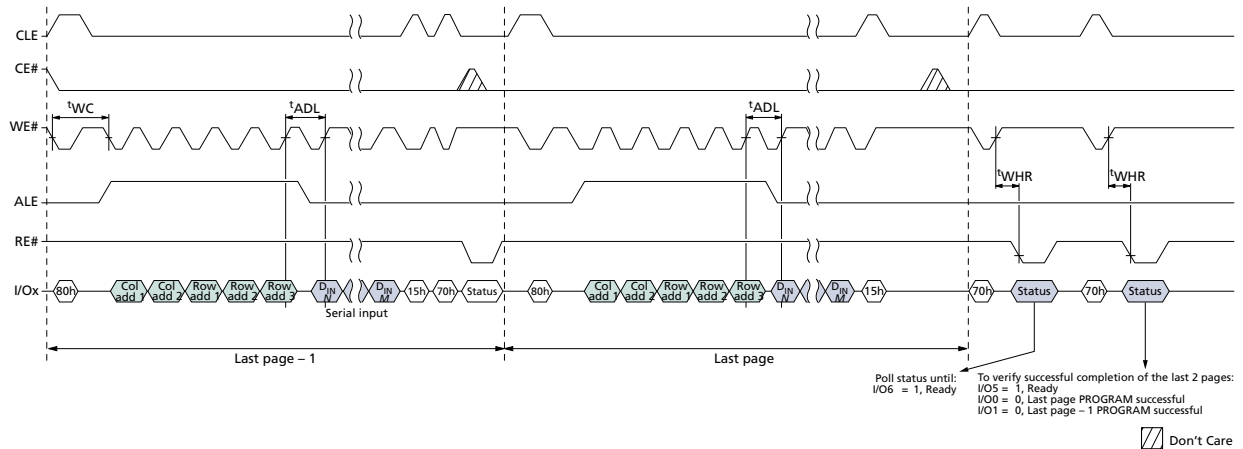 CLE
CE#
tWC
tADL
tADL
WE#
tWHR
tWHR
ALE
RE#
I/Ox
80h
Col add 1
Col add 2
Row add 1
Row add 2
Row add 3
DIN N
DIN M
15h
70h
Status
80h
Col add 1
Col add 2
Row add 1
Row add 2
Row add 3
DIN N
DIN M
15h
70h
Status
70h
Status
Serial input
Last page – 1
Last page
Poll status until:
I/O6 = 1, Ready
To verify successful completion of the last 2 pages:
I/O5 = 1, Ready
I/O0 = 0, Last page PROGRAM successful
I/O1 = 0, Last page – 1 PROGRAM successful
Don't Care